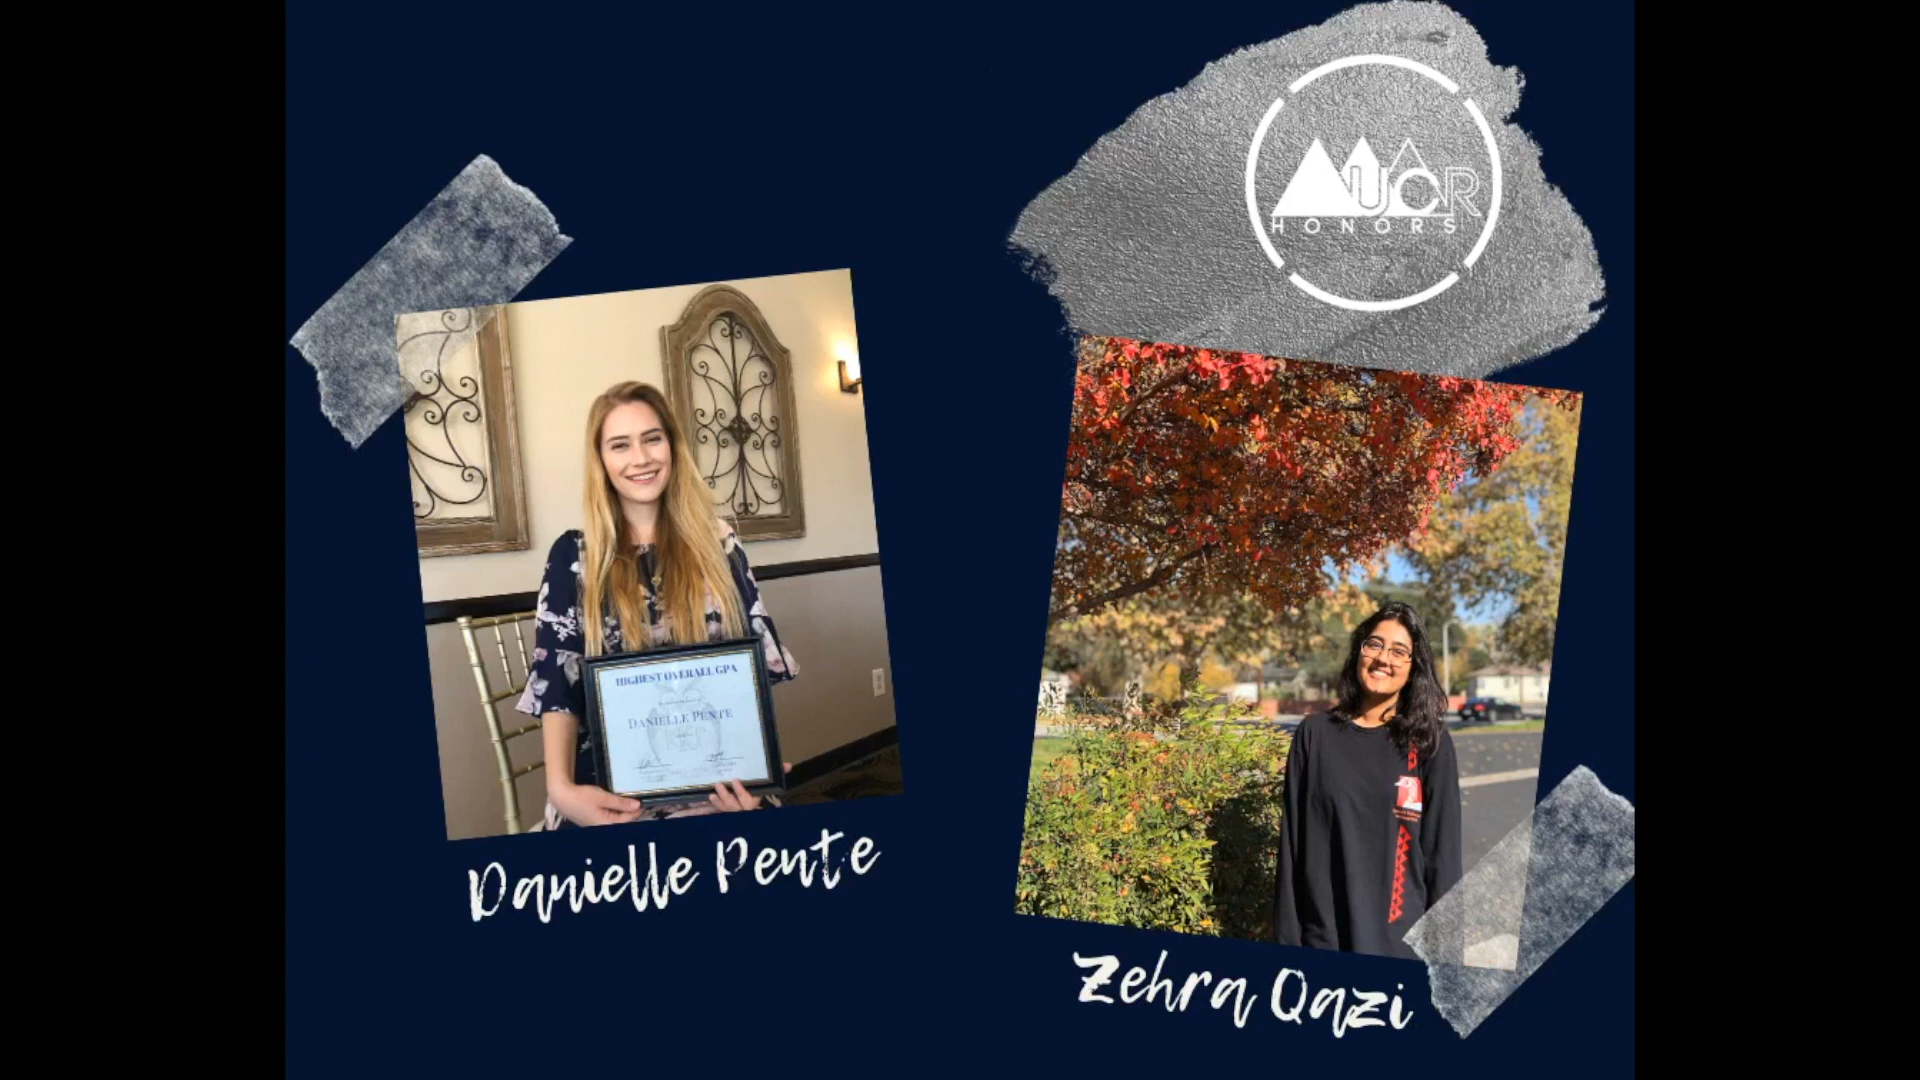 UCR
HONORS
HIGHEST OVERALL GPA
DANIELLE PENTE
Danielle Pente
Zehra Qazi